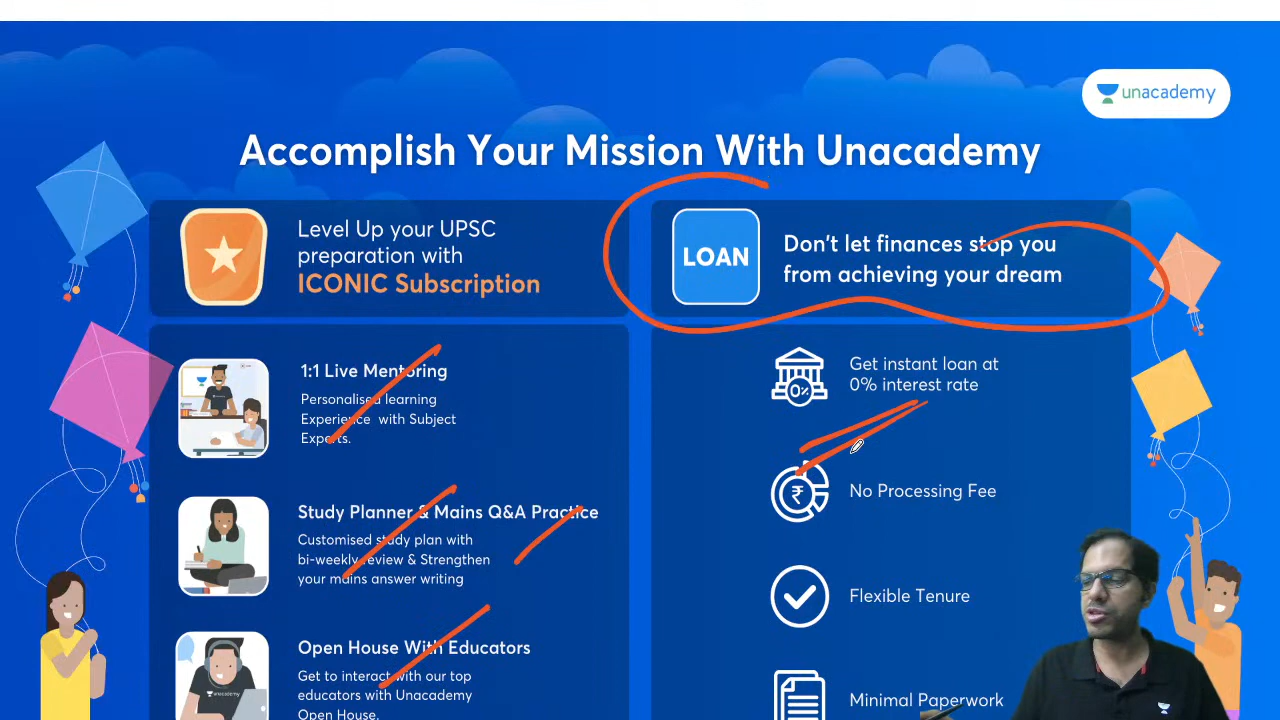 unacademy
Accomplish Your Mission With Unacademy
Level Up your UPSC
preparation with
ICONIC Subscription
LOAN
Don't let finances stop you
from achieving your dream
1:1 Live Mentoring
Personalised learning
Experience with Subject
Experts.
Study Planner & Mains Q&A Practice
Customised study plan with
bi-weekly review & Strengthen
your mains answer writing
Open House With Educators
Get to interact with our top
educators with Unacademy
Open House.
0%
Get instant loan at
0% interest rate
₹
No Processing Fee
Flexible Tenure
Minimal Paperwork
unacademy